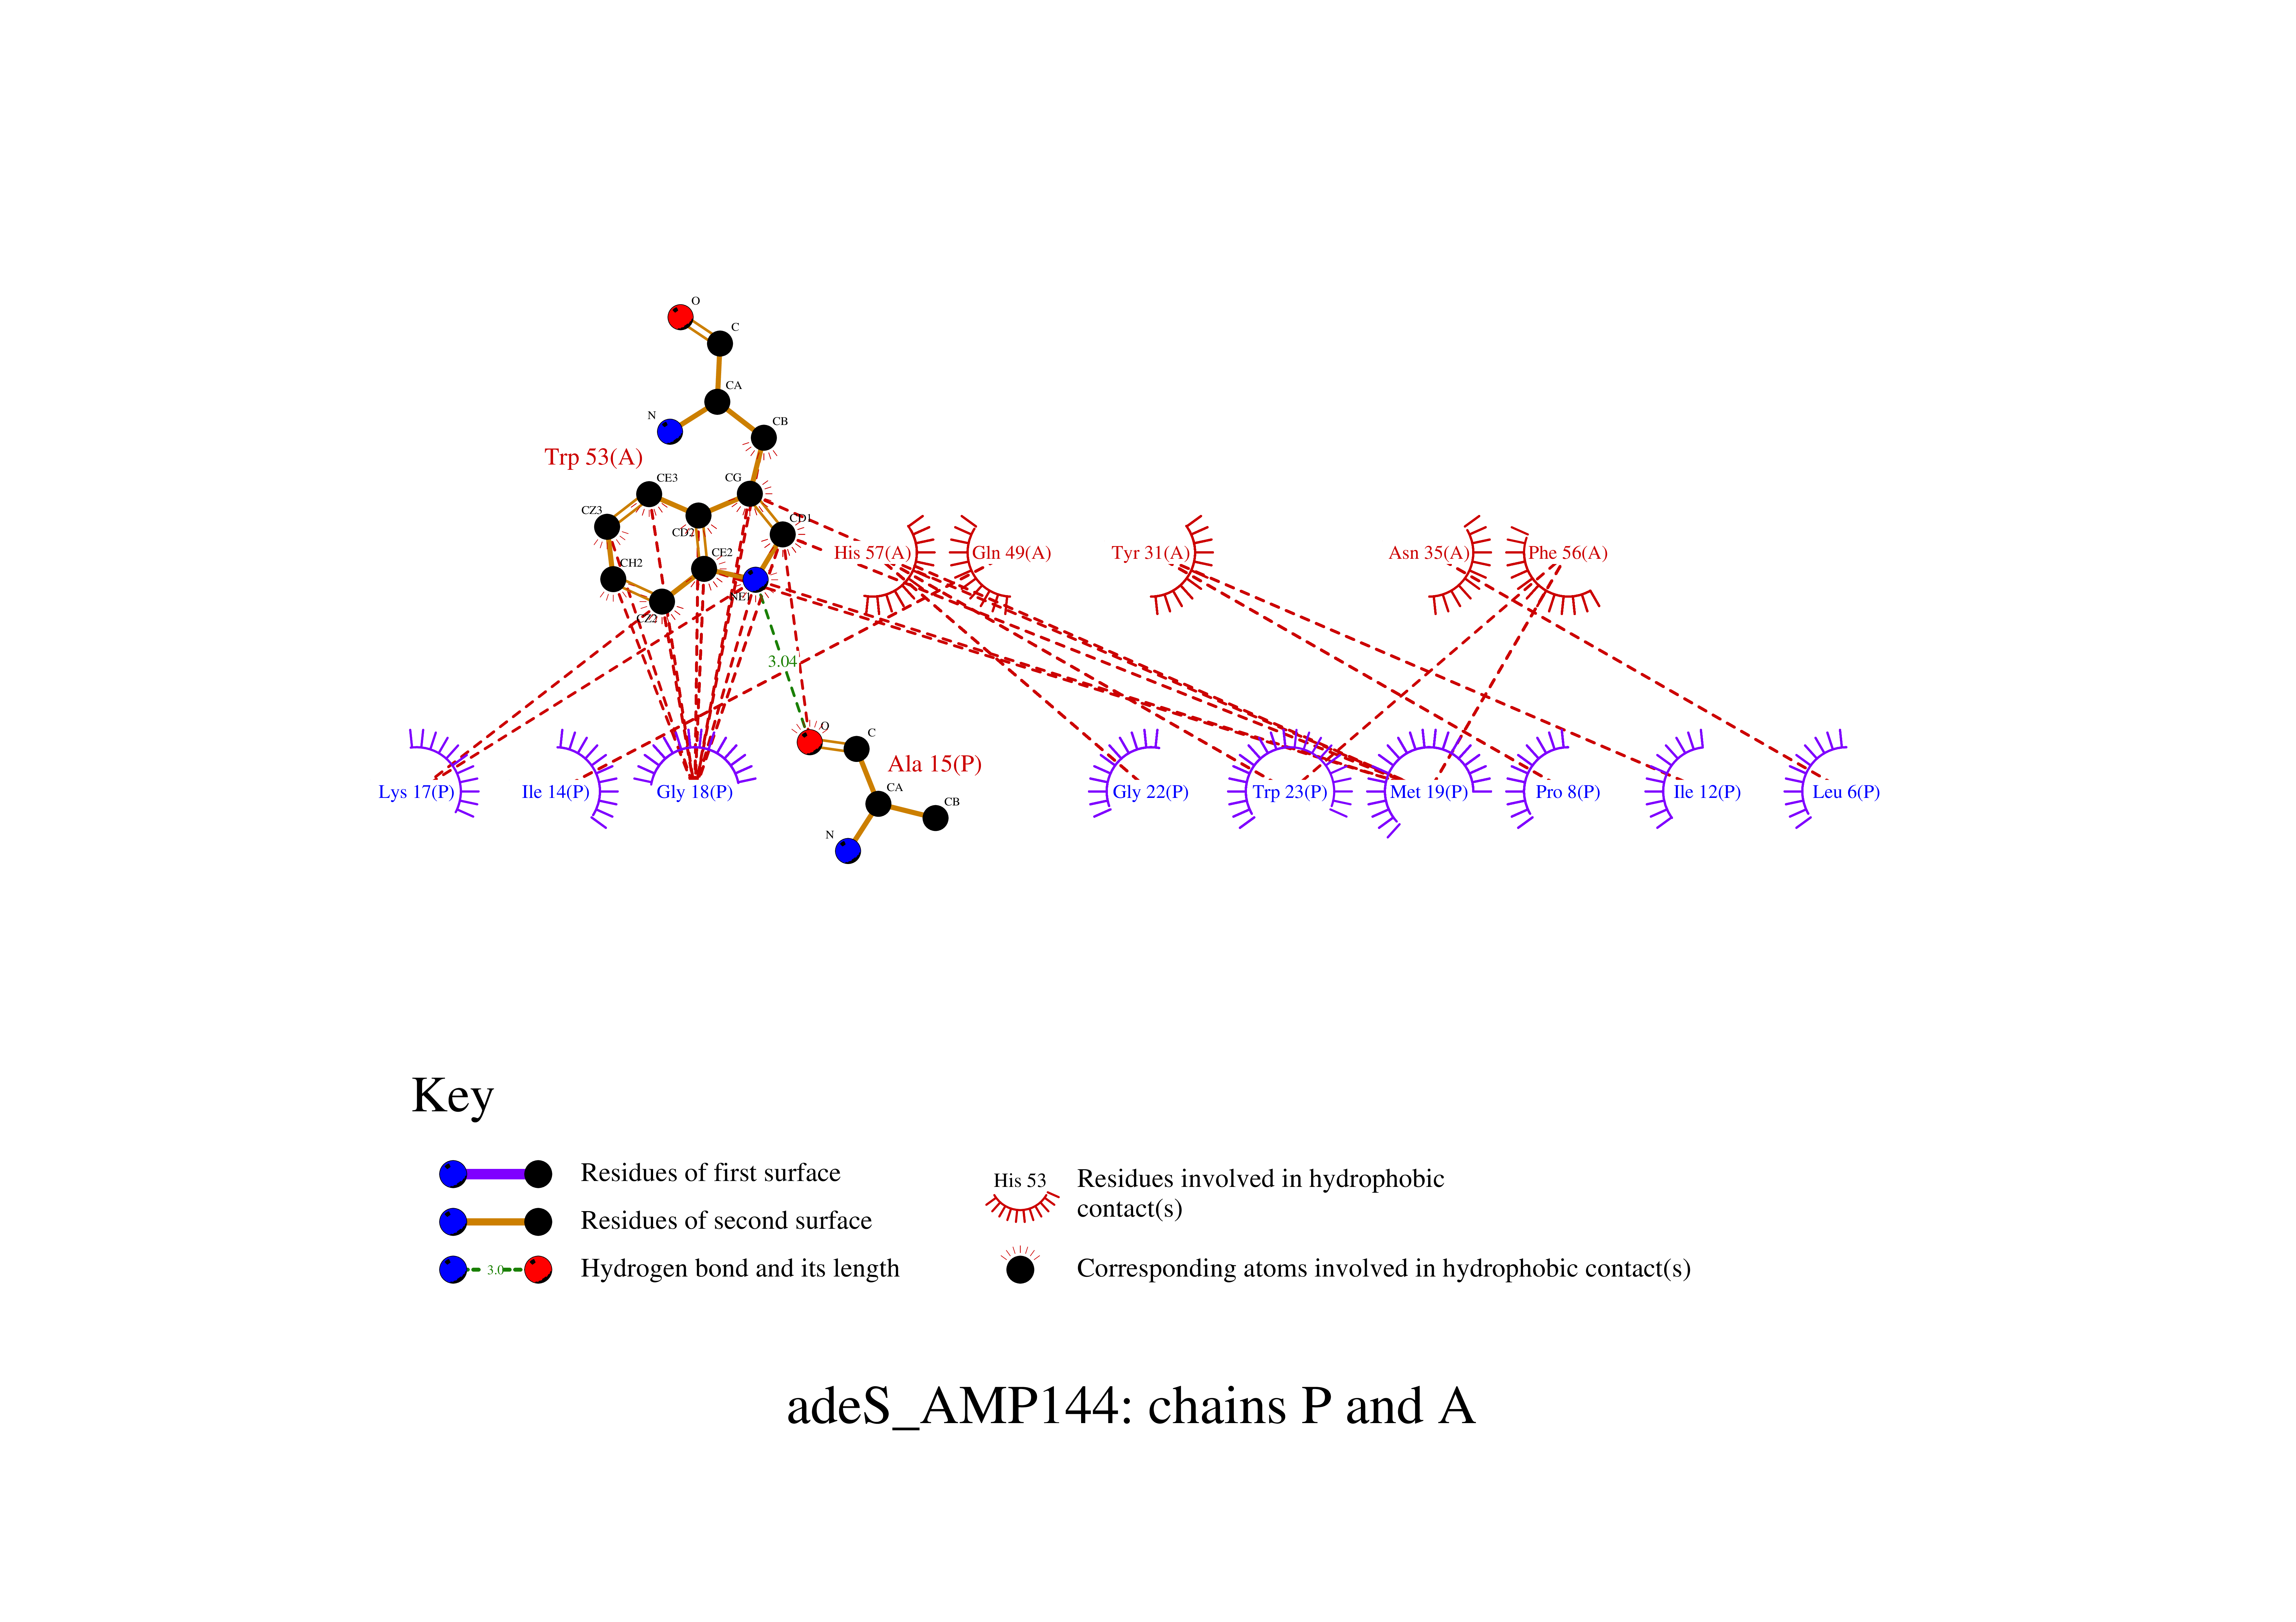 O
C
CA
CB
N
Trp 53(A)
CE3
CG
CZ3
CD1
CD2
CE2
His 57(A)
Gln 49(A)
Tyr 31(A)
Asn 35(A)
Phe 56(A)
CH2
NE1
CZ2
3.04
O
C
Ala 15(P)
Lys 17(P)
Ile 14(P)
Gly 18(P)
CA
Gly 22(P)
Trp 23(P)
Met 19(P)
Pro 8(P)
Ile 12(P)
Leu 6(P)
CB
N
Key
Residues of first surface
Residues of second surface
3.0
Hydrogen bond and its length
His 53
Residues involved in hydrophobic
contact(s)
Corresponding atoms involved in hydrophobic contact(s)
adeS_AMP144: chains P and A